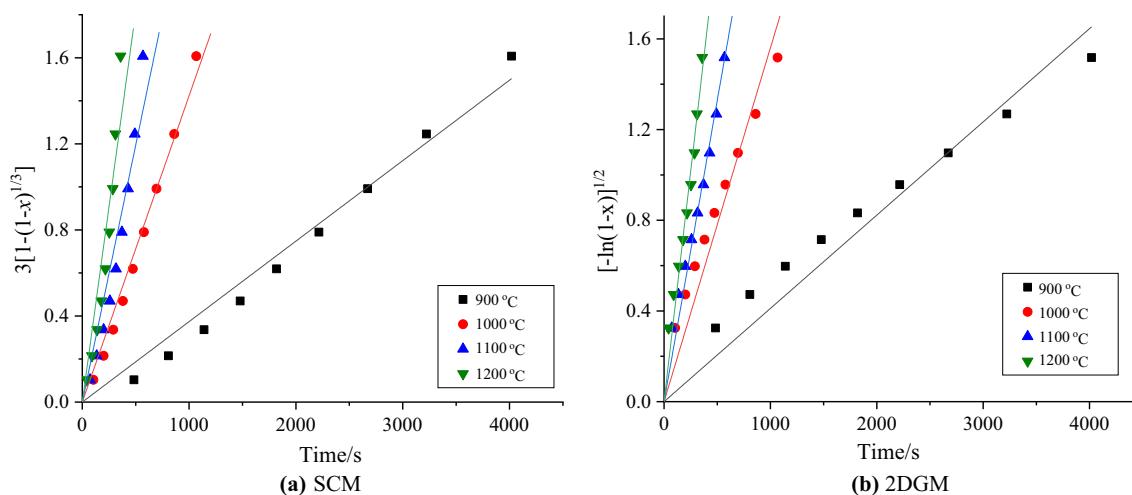 3[1-(1-x)^{1/3}]
1.6
1.2
0.8
0.4
0.0
0 1000 2000 3000 4000
Time/s
900 °C
1000 °C
1100 °C
1200 °C
(a) SCM
[-ln(1-x)]^{1/2}
1.6
1.2
0.8
0.4
0.0
0 1000 2000 3000 4000
Time/s
900 °C
1000 °C
1100 °C
1200 °C
(b) 2DGM